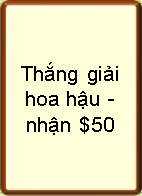 Thắng giải
hoa hậu -
nhận $50